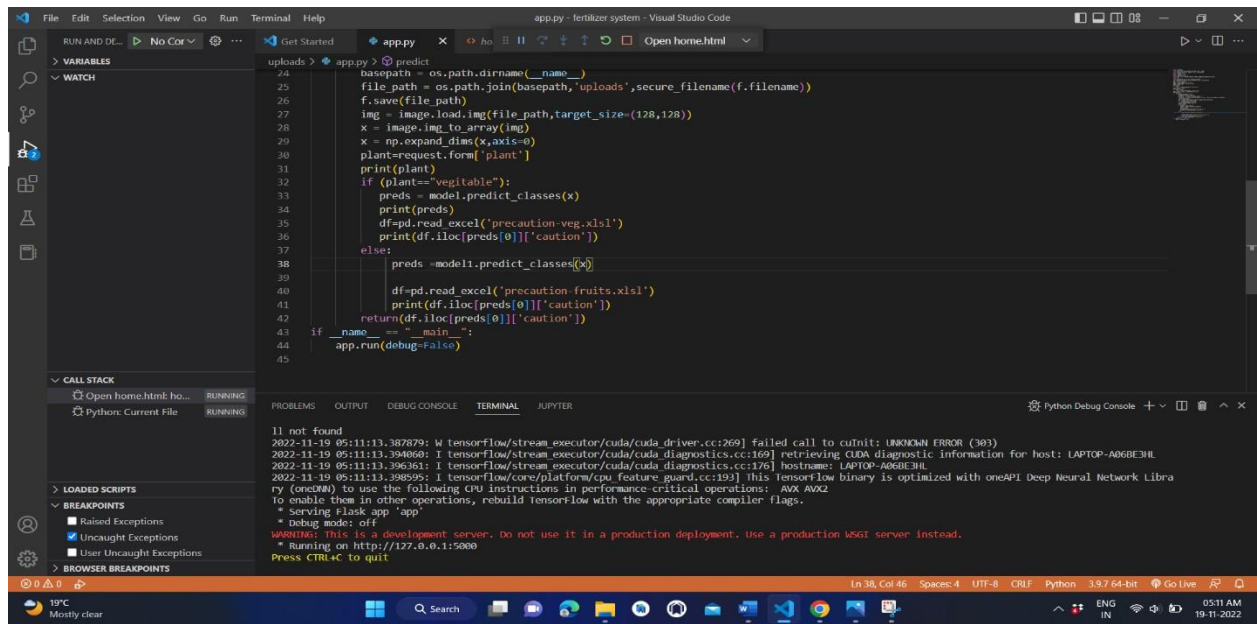 File Edit Selection View Go Run Terminal Help
app.py - fertilizer system - Visual Studio Code
RUN AND DE... No Cor
Get Started
app.py
ho
Open home.html
uploads > app.py > predict
VARIABLES
WATCH
24 basepath = os.path.dirname(__name__)
25 file_path = os.path.join(basepath,'uploads',secure_filename(f.filename))
26 f.save(file_path)
27 img = image.load.img(file_path,target_size=(128,128))
28 x = image.img_to_array(img)
29 x = np.expand_dims(x,axis=0)
30 plant=request.form['plant']
31 print(plant)
32 if (plant=="vegitable"):
33 preds = model.predict_classes(x)
34 print(preds)
35 df=pd.read_excel('precaution-veg.xlsl')
36 print(df.iloc[preds[0]]['caution'])
37 else:
38 preds =model1.predict_classes(x)
39
40 df=pd.read_excel('precaution-fruits.xlsl')
41 print(df.iloc[preds[0]]['caution'])
42 return(df.iloc[preds[0]]['caution'])
43 if __name__ == "__main__":
44 app.run(debug=False)
45
CALL STACK
Open home.html: ho... RUNNING
Python: Current File RUNNING
LOADED SCRIPTS
BREAKPOINTS
Raised Exceptions
Uncaught Exceptions
User Uncaught Exceptions
BROWSER BREAKPOINTS
PROBLEMS OUTPUT DEBUG CONSOLE TERMINAL JUPYTER
Python Debug Console
ll not found
2022-11-19 05:11:13.387879: W tensorflow/stream_executor/cuda/cuda_driver.cc:269] failed call to cuInit: UNKNOWN ERROR (303)
2022-11-19 05:11:13.394060: I tensorflow/stream_executor/cuda/cuda_diagnostics.cc:169] retrieving CUDA diagnostic information for host: LAPTOP-A06BE3HL
2022-11-19 05:11:13.396361: I tensorflow/stream_executor/cuda/cuda_diagnostics.cc:176] hostname: LAPTOP-A06BE3HL
2022-11-19 05:11:13.398595: I tensorflow/core/platform/cpu_feature_guard.cc:193] This TensorFlow binary is optimized with oneAPI Deep Neural Network Libra
ry (oneDNN) to use the following CPU instructions in performance-critical operations: AVX AVX2
To enable them in other operations, rebuild TensorFlow with the appropriate compiler flags.
* Serving Flask app 'app'
* Debug mode: off
WARNING: This is a development server. Do not use it in a production deployment. Use a production WSGI server instead.
* Running on http://127.0.0.1:5000
Press CTRL+C to quit
0 0 Ln 38, Col 46 Spaces: 4 UTF-8 CRLF Python 3.9.7 64-bit Go Live
19°C
Mostly clear
Search
ENG
IN
05:11 AM
19-11-2022